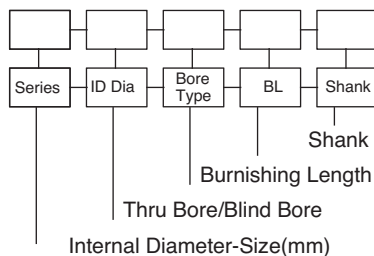 Series ID Dia Bore Type BL Shank
Shank
Burnishing Length
Thru Bore/Blind Bore
Internal Diameter-Size(mm)